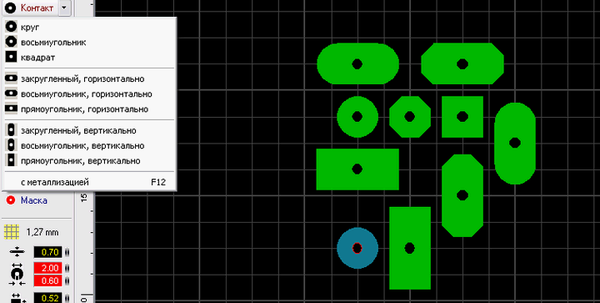 Контакт
круг
восьмиугольник
квадрат
закругленный, горизонтально
восьмиугольник, горизонтально
прямоугольник, горизонтально
закругленный, вертикально
восьмиугольник, вертикально
прямоугольник, вертикально
с металлизацией F12
Маска
1,27 mm
0.70
2.00
0.60
0.52